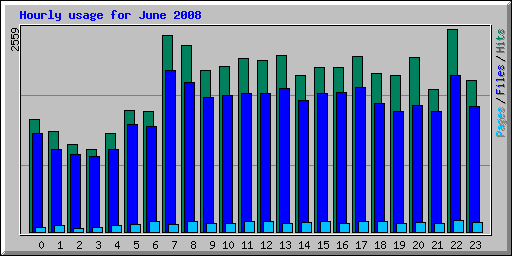 Hourly usage for June 2008
2559
Pages/Files/Hits
0 1 2 3 4 5 6 7 8 9 10 11 12 13 14 15 16 17 18 19 20 21 22 23